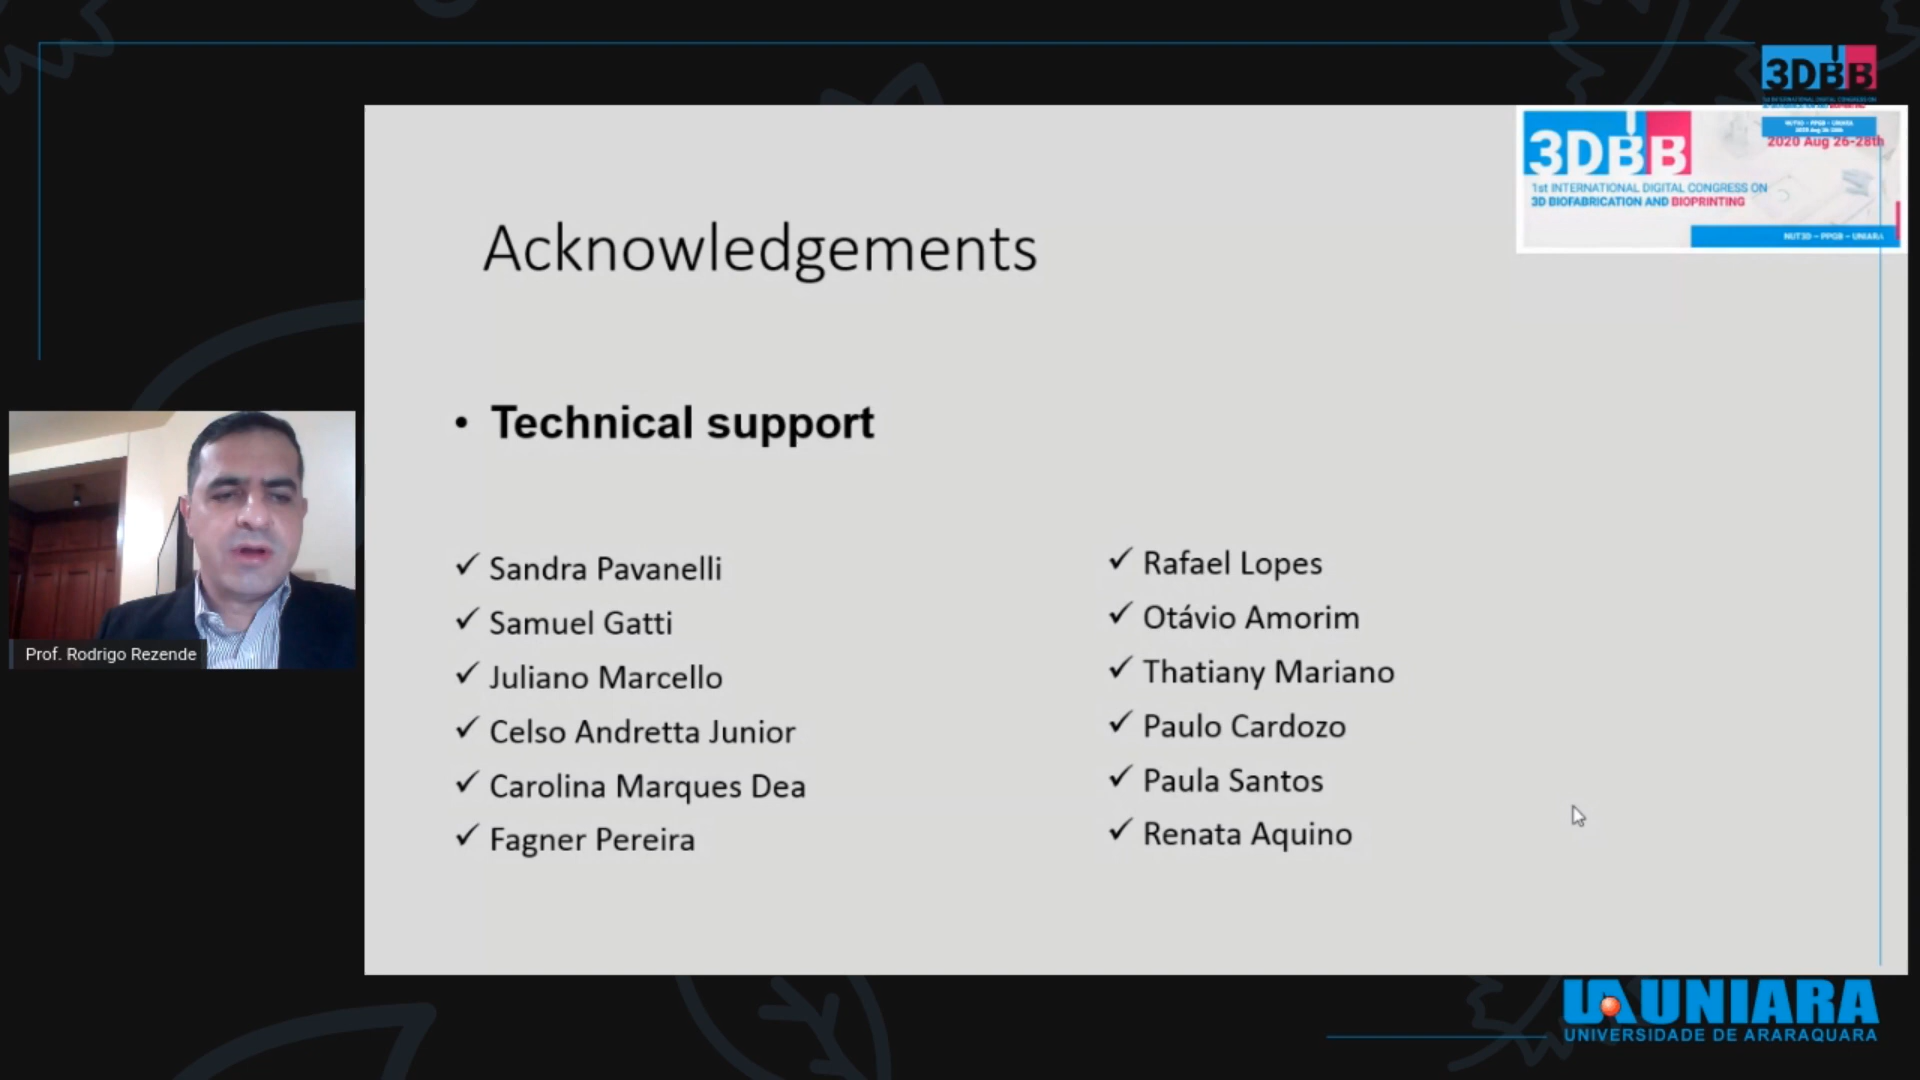 3DBB
3DBB
2020 Aug 26-28th
1st INTERNATIONAL DIGITAL CONGRESS ON
3D BIOFABRICATION AND BIOPRINTING
NUT3D – PPGB – UNIARA
Acknowledgements
• Technical support
✓ Sandra Pavanelli
✓ Samuel Gatti
✓ Juliano Marcello
✓ Celso Andretta Junior
✓ Carolina Marques Dea
✓ Fagner Pereira
✓ Rafael Lopes
✓ Otávio Amorim
✓ Thatiany Mariano
✓ Paulo Cardozo
✓ Paula Santos
✓ Renata Aquino
Prof. Rodrigo Rezende
UNIARA
UNIVERSIDADE DE ARARAQUARA